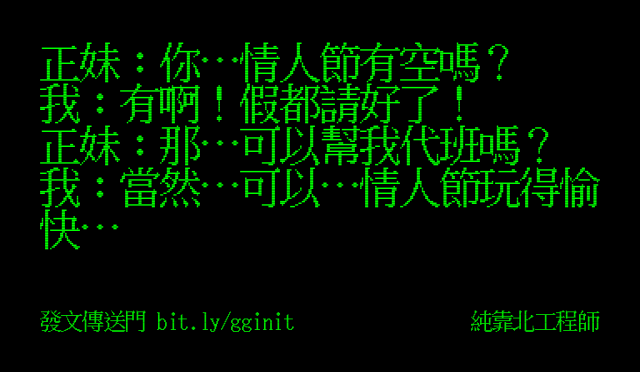 正妹：你…情人節有空嗎？
我：有啊！假都請好了！
正妹：那…可以幫我代班嗎？
我：當然…可以…情人節玩得愉
快…
發文傳送門 bit.ly/gginit
純靠北工程師